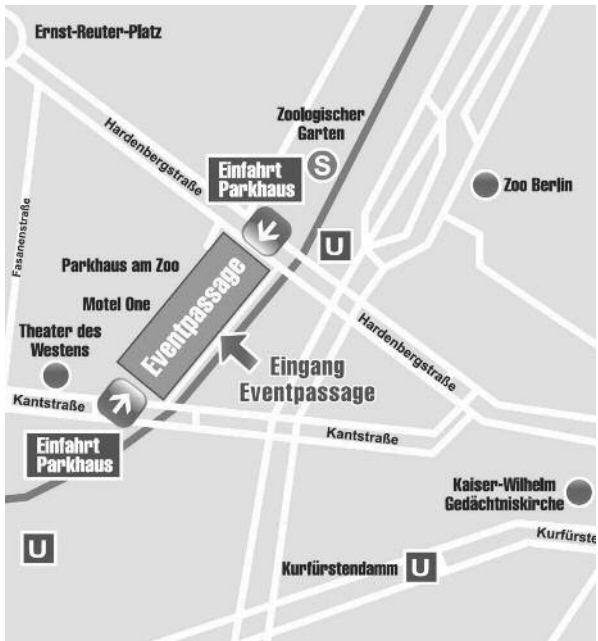 Ernst-Reuter-Platz
Zoologischer
Garten
Hardenbergstraße
S
Einfahrt
Parkhaus
Zoo Berlin
Fasanenstraße
U
Parkhaus am Zoo
Motel One
Eventpassage
Hardenbergstraße
Theater des
Westens
Eingang
Eventpassage
Kantstraße
Kantstraße
Einfahrt
Parkhaus
Kaiser-Wilhelm
Gedächtniskirche
Kurfürste
U
Kurfürstendamm
U